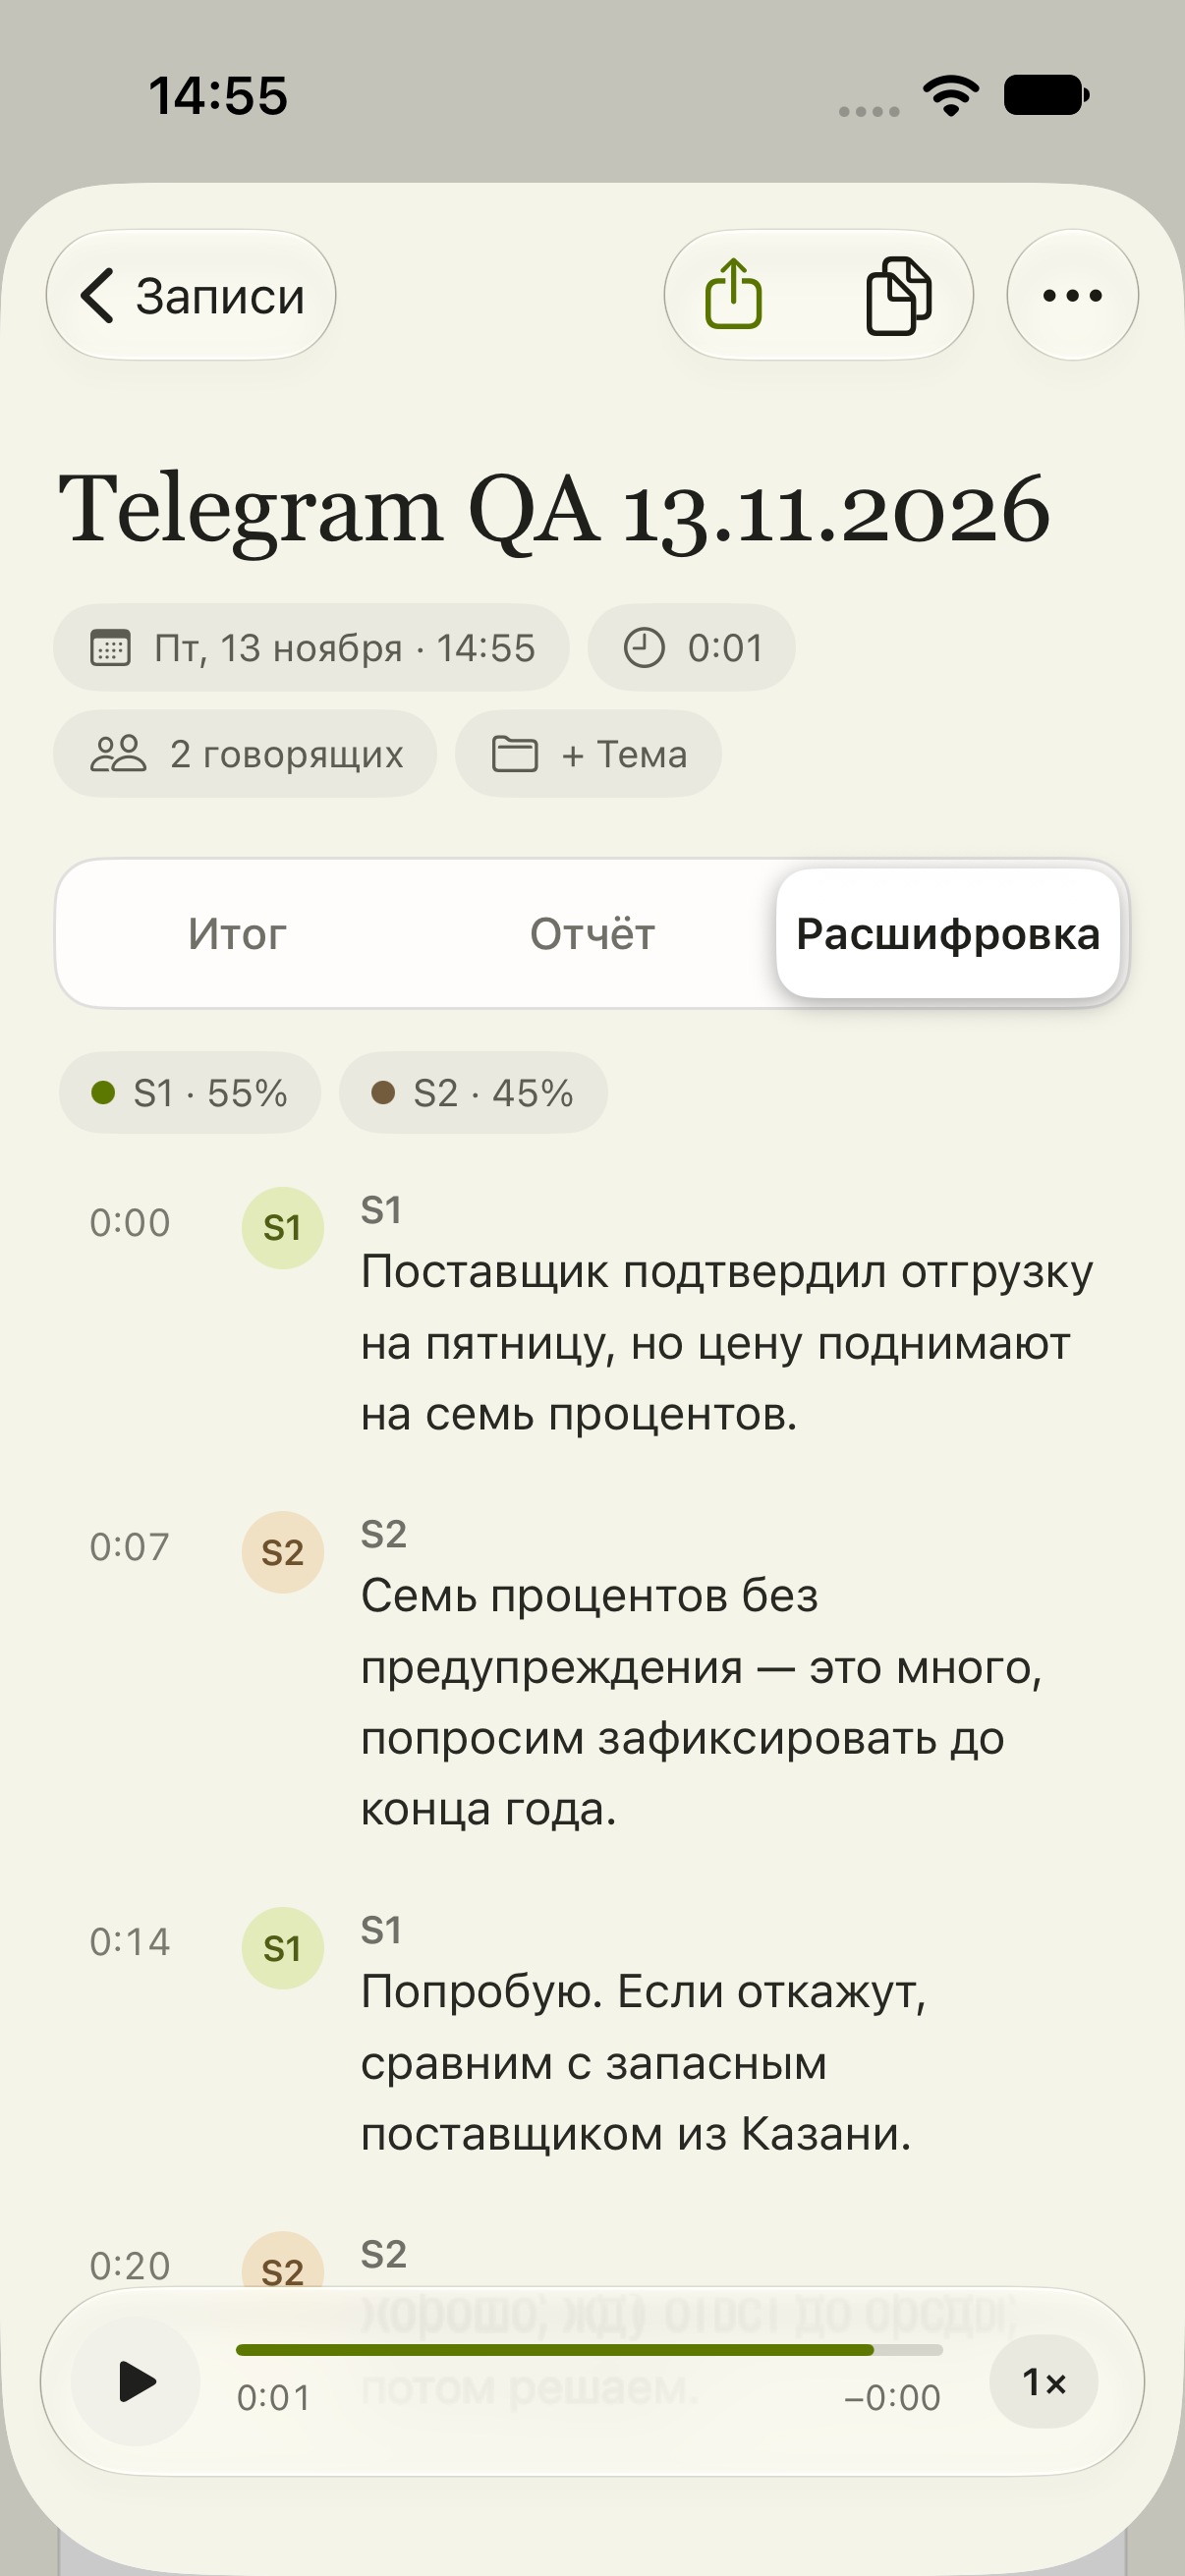 14:55
Записи
Telegram QA 13.11.2026
Пт, 13 ноября · 14:55
0:01
2 говорящих
+ Тема
Итог
Отчёт
Расшифровка
S1 · 55%
S2 · 45%
0:00
S1
S1
Поставщик подтвердил отгрузку
на пятницу, но цену поднимают
на семь процентов.
0:07
S2
S2
Семь процентов без
предупреждения — это много,
попросим зафиксировать до
конца года.
0:14
S1
S1
Попробую. Если откажут,
сравним с запасным
поставщиком из Казани.
0:20
S2
S2
до
потом решаем.
0:01
–0:00
1×